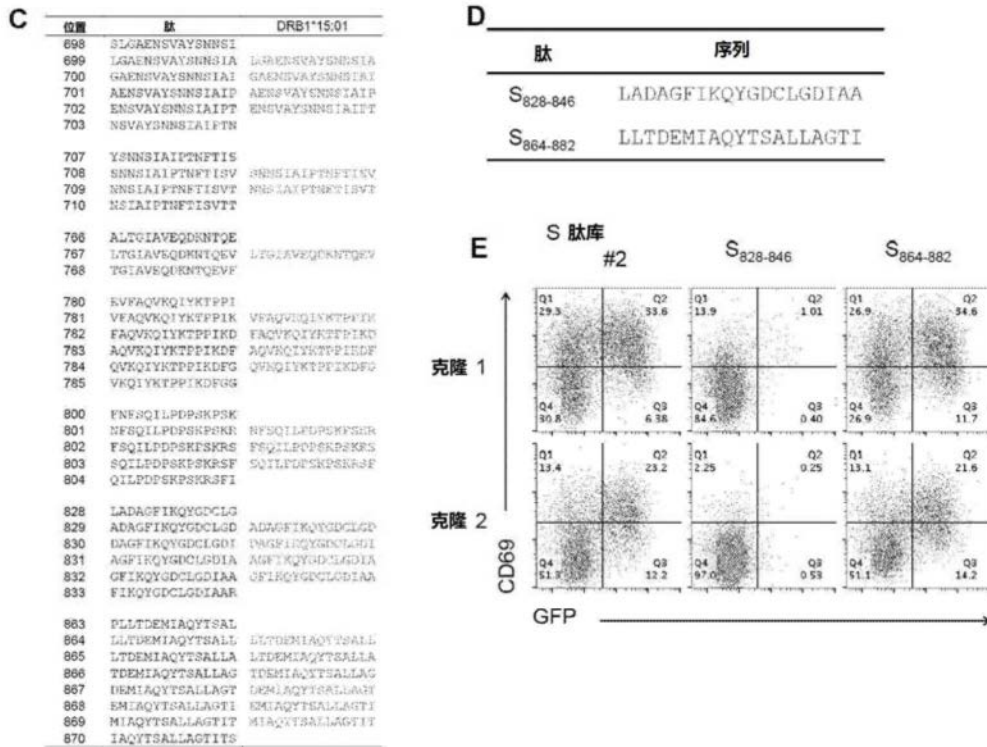 C
位置 肽 DRB1*15:01
698 SLGAENSVAYSNNSI
699 LGAENSVAYSNNSIA LGAENSVAYSNNSIA
700 GAENSVAYSNNSIAI GAENSVAYSNNSIAI
701 AENSVAYSNNSIAIP AENSVAYSNNSIAIP
702 ENSVAYSNNSIAIPT ENSVAYSNNSIAIPT
703 NSVAYSNNSIAIPTN
707 YSNNSIAIPTNFTIS
708 SNNSIAIPTNFTISV SNNSIAIPTNFTISV
709 NNSIAIPTNFTISVT NNSIAIPTNFTISVT
710 NSIAIPTNFTISVTT
766 ALTGIAVEQDKNTQE
767 LTGIAVEQDKNTQEV LTGIAVEQDKNTQEV
768 TGIAVEQDKNTQEVF
780 EVFAQVKQIYKTPPI
781 VFAQVKQIYKTPPIK VFAQVKQIYKTPPIK
782 FAQVKQIYKTPPIKD FAQVKQIYKTPPIKD
783 AQVKQIYKTPPIKDF AQVKQIYKTPPIKDF
784 QVKQIYKTPPIKDFG QVKQIYKTPPIKDFG
785 VKQIYKTPPIKDFGG
800 FNFSQILPDPSKPSK
801 NFSQILPDPSKPSKR NFSQILPDPSKPSKR
802 FSQILPDPSKPSKRS FSQILPDPSKPSKRS
803 SQILPDPSKPSKRSF SQILPDPSKPSKRSF
804 QILPDPSKPSKRSFI
828 LADAGFIKQYGDCLG
829 ADAGFIKQYGDCLGD ADAGFIKQYGDCLGD
830 DAGFIKQYGDCLGDI DAGFIKQYGDCLGDI
831 AGFIKQYGDCLGDIA AGFIKQYGDCLGDIA
832 GFIKQYGDCLGDIAA GFIKQYGDCLGDIAA
833 FIKQYGDCLGDIAAR
863 PLLTDEMIAQYTSAL
864 LLTDEMIAQYTSALL LLTDEMIAQYTSALL
865 LTDEMIAQYTSALLA LTDEMIAQYTSALLA
866 TDEMIAQYTSALLAG TDEMIAQYTSALLAG
867 DEMIAQYTSALLAGT DEMIAQYTSALLAGT
868 EMIAQYTSALLAGTI EMIAQYTSALLAGTI
869 MIAQYTSALLAGTIT MIAQYTSALLAGTIT
870 IAQYTSALLAGTITS
D
肽 序列
S828-846 LADAGFIKQYGDCLGDIAA
S864-882 LLTDEMIAQYTSALLAGTI
E
S 肽库 #2 S828-846 S864-882
克隆 1
Q1 29.3 Q2 33.6 Q4 30.8 Q3 6.38
Q1 13.9 Q2 1.01 Q4 84.6 Q3 0.40
Q1 26.9 Q2 34.6 Q4 26.9 Q3 11.7
克隆 2
Q1 13.4 Q2 23.2 Q4 51.3 Q3 12.2
Q1 2.25 Q2 0.25 Q4 97.0 Q3 0.53
Q1 13.1 Q2 21.6 Q4 51.1 Q3 14.2
CD69
GFP